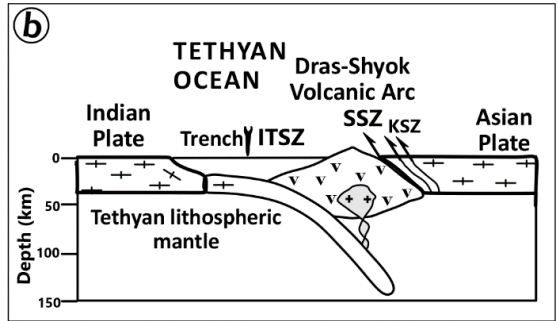 b
TETHYAN
OCEAN
Dras-Shyok
Volcanic Arc
Indian
Plate
Trench
ITSZ
SSZ
KSZ
Asian
Plate
0
50
100
150
Depth (km)
Tethyan lithospheric
mantle
v v v v v v v v v